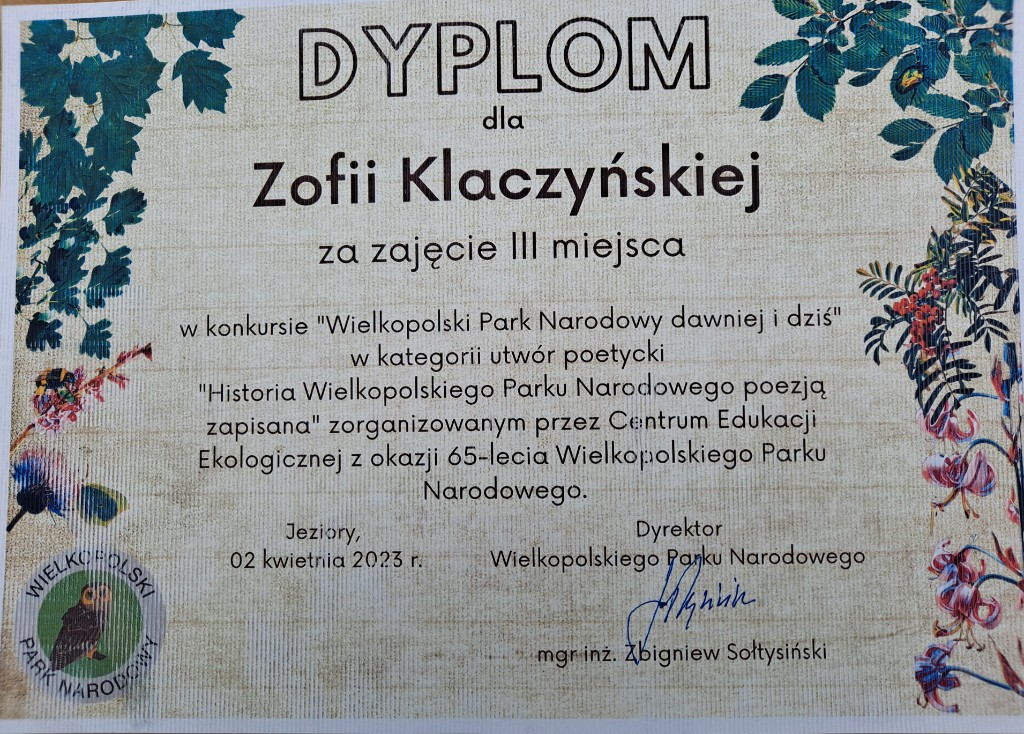 DYPLOM
dla
Zofii Klaczyńskiej
za zajęcie III miejsca
w konkursie "Wielkopolski Park Narodowy dawniej i dziś"
w kategorii utwór poetycki
"Historia Wielkopolskiego Parku Narodowego poezją
zapisana" zorganizowanym przez Centrum Edukacji
Ekologicznej z okazji 65-lecia Wielkopolskiego Parku
Narodowego.
Jeziory,
02 kwietnia 2023 r.
Dyrektor
Wielkopolskiego Parku Narodowego
mgr inż. Zbigniew Sołtysiński
WIELKOPOLSKI
PARK NARODOWY